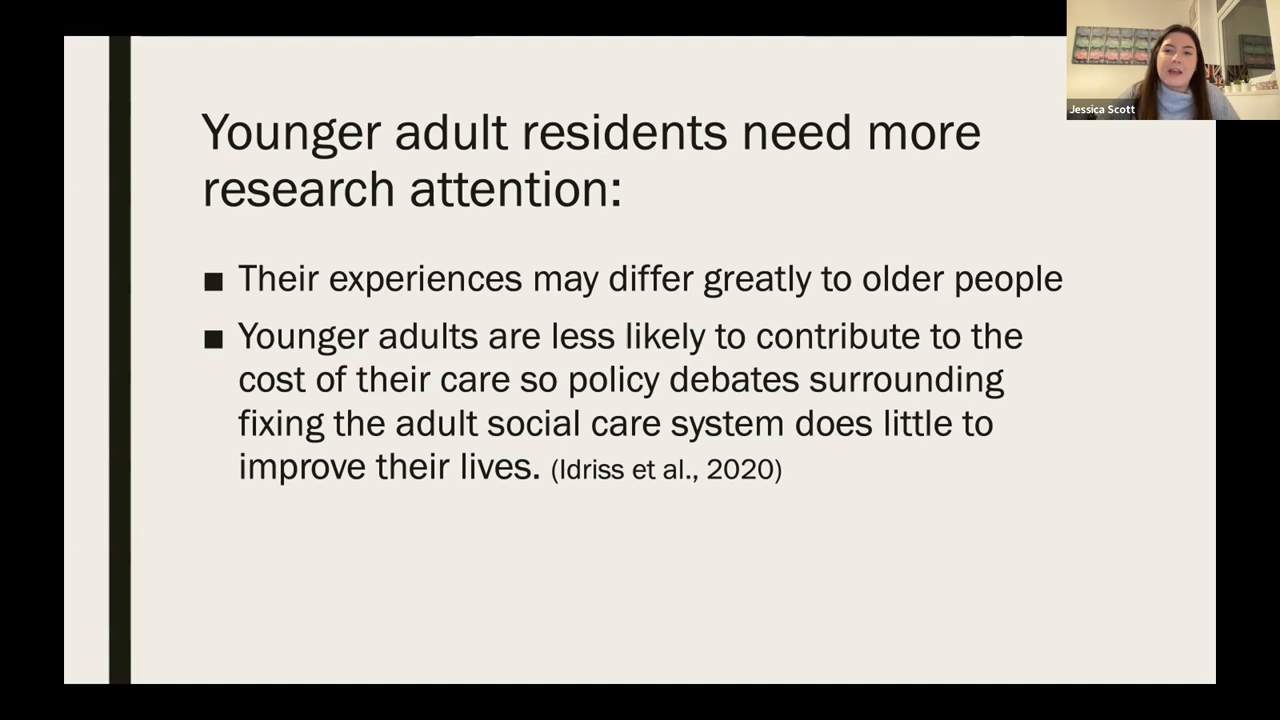 Jessica Scott
Younger adult residents need more
research attention:
■ Their experiences may differ greatly to older people
■ Younger adults are less likely to contribute to the
cost of their care so policy debates surrounding
fixing the adult social care system does little to
improve their lives. (Idriss et al., 2020)